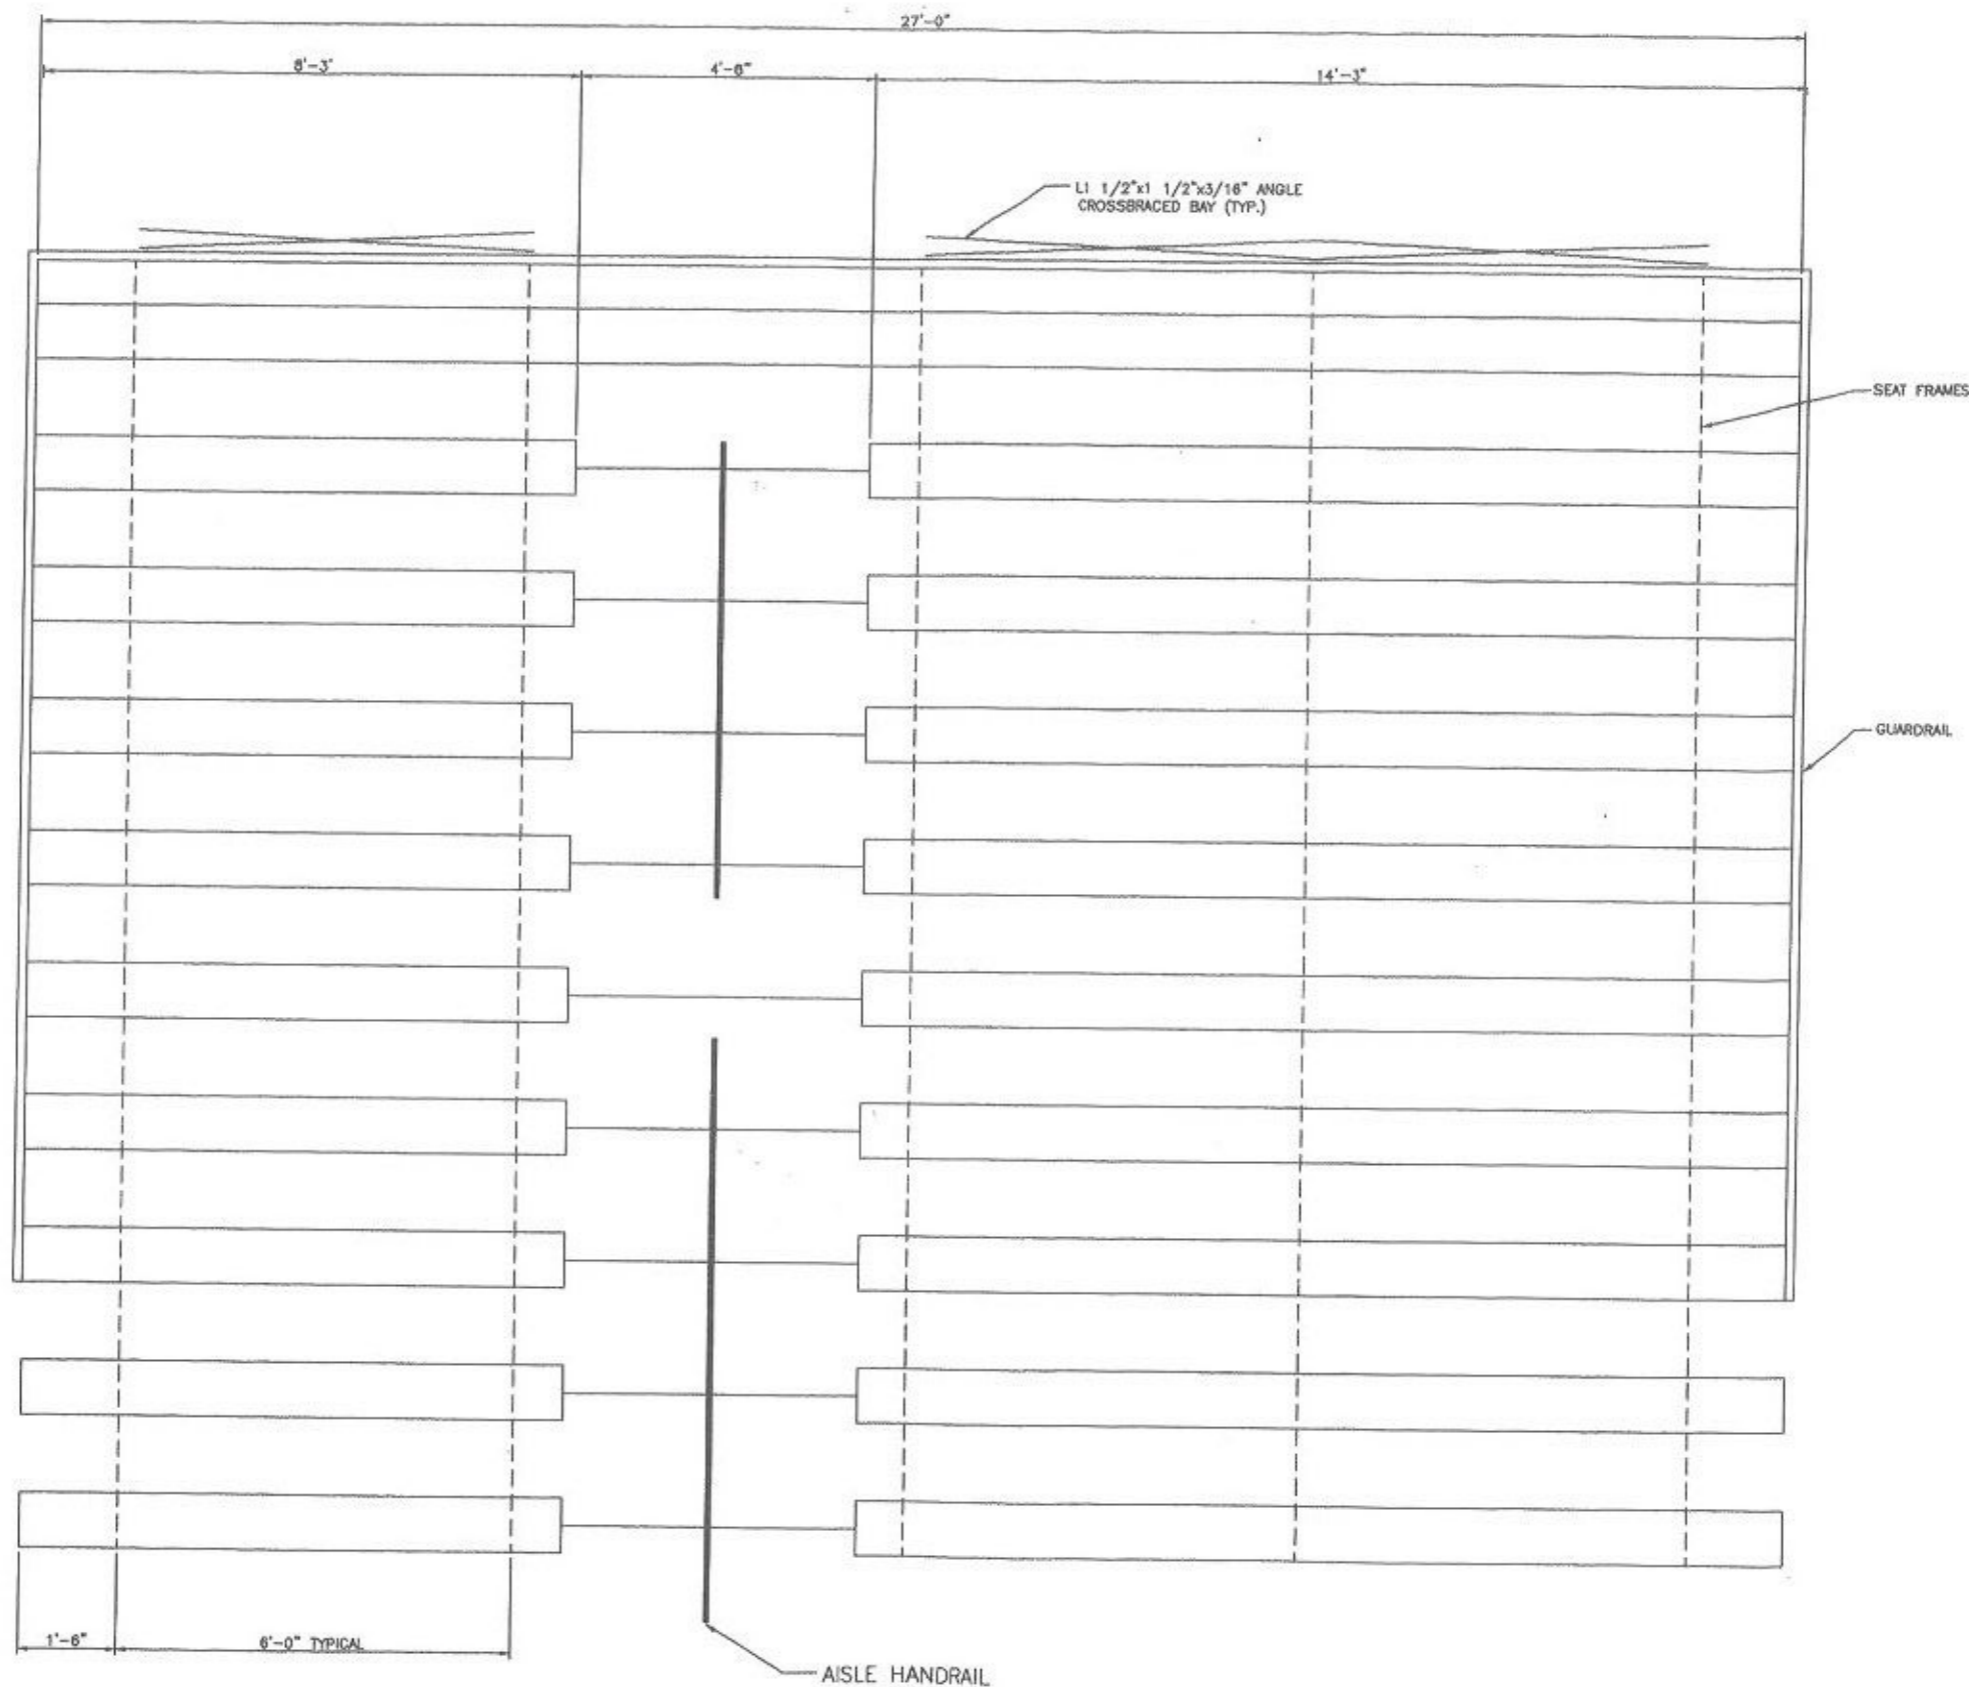 27'-0"
8'-3"
4'-6"
14'-3"
L1 1/2"x1 1/2"x3/16" ANGLE
CROSSBRACED BAY (TYP.)
SEAT FRAMES
GUARDRAIL
1'-6"
6'-0" TYPICAL
AISLE HANDRAIL